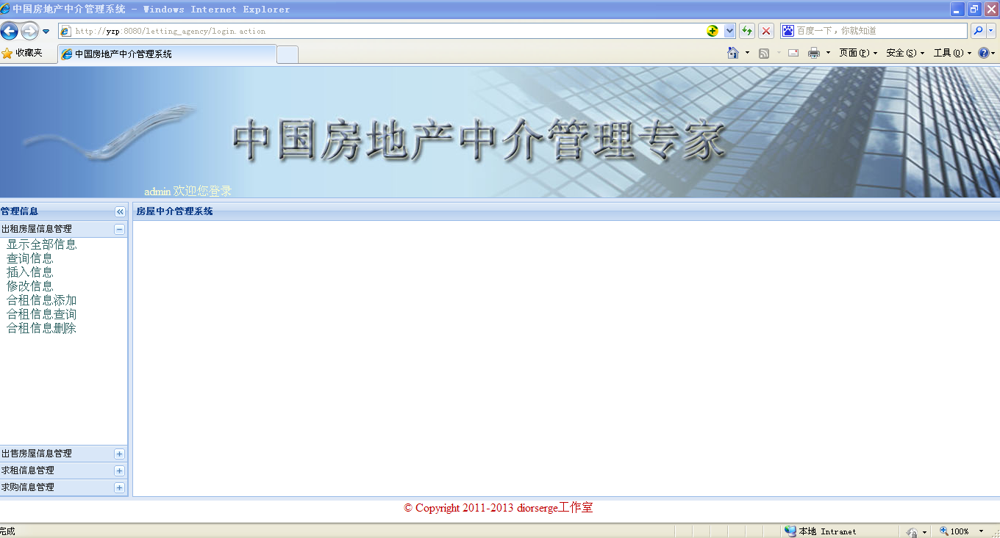 中国房地产中介管理系统 - Windows Internet Explorer
http://yzp:8080/letting_agency/login.action
百度一下，你就知道
收藏夹
中国房地产中介管理系统
页面(P)
安全(S)
工具(O)
中国房地产中介管理专家
admin 欢迎您登录
管理信息
房屋中介管理系统
出租房屋信息管理
显示全部信息
查询信息
插入信息
修改信息
合租信息添加
合租信息查询
合租信息删除
出售房屋信息管理
求租信息管理
求购信息管理
© Copyright 2011-2013 diorserge工作室
完成
本地 Intranet
100%